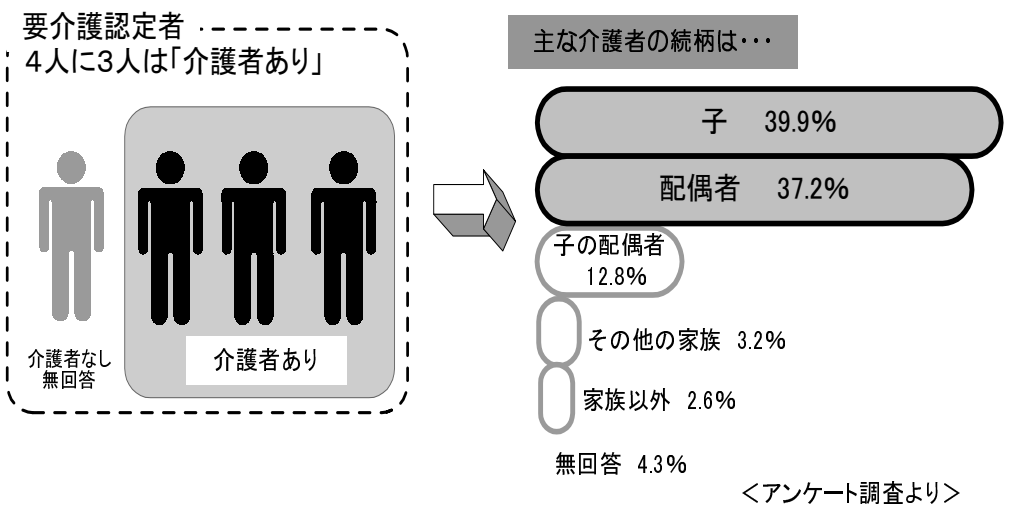 要介護認定者
４人に３人は｢介護者あり｣
介護者なし
無回答
介護者あり
主な介護者の続柄は･･･
子　39.9％
配偶者　37.2％
子の配偶者
12.8％
その他の家族　3.2％
家族以外　2.6％
無回答　4.3％
＜アンケート調査より＞